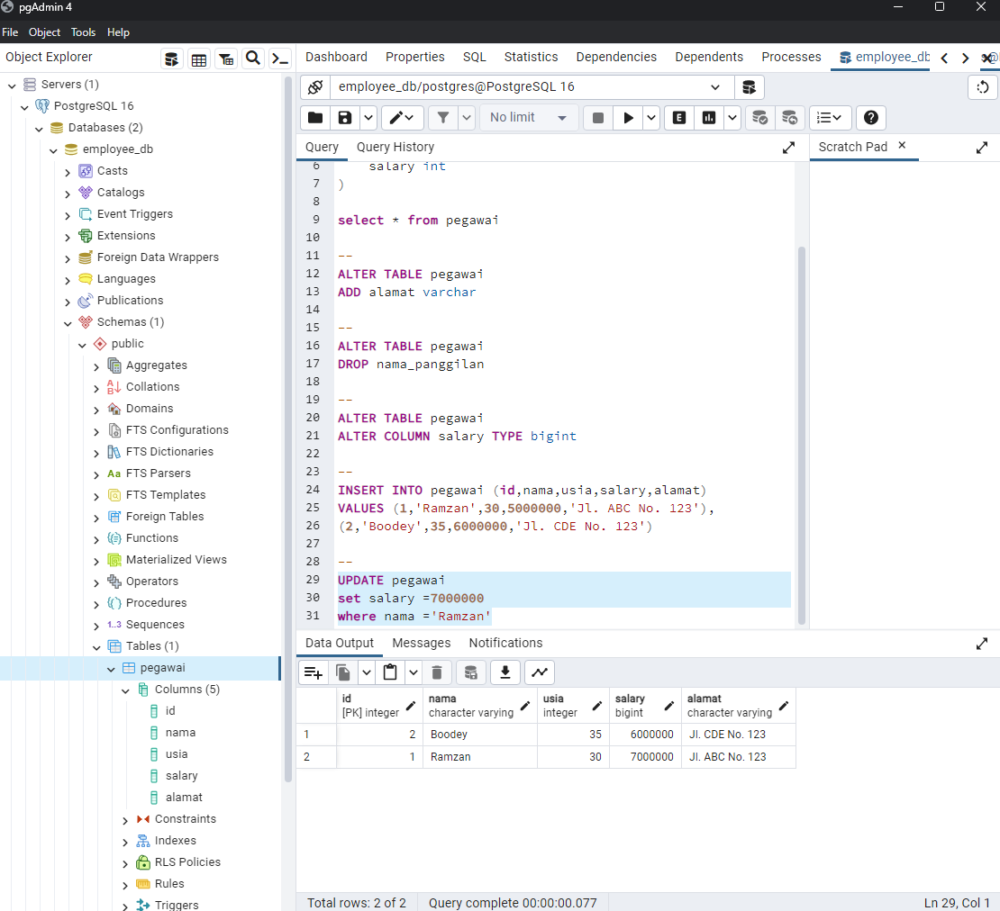 pgAdmin 4
File Object Tools Help
Object Explorer
Dashboard Properties SQL Statistics Dependencies Dependents Processes employee_db
Servers (1)
PostgreSQL 16
Databases (2)
employee_db
Casts
Catalogs
Event Triggers
Extensions
Foreign Data Wrappers
Languages
Publications
Schemas (1)
public
Aggregates
Collations
Domains
FTS Configurations
FTS Dictionaries
Aa FTS Parsers
FTS Templates
Foreign Tables
Functions
Materialized Views
Operators
Procedures
1..3 Sequences
Tables (1)
pegawai
Columns (5)
id
nama
usia
salary
alamat
Constraints
Indexes
RLS Policies
Rules
Triggers
employee_db/postgres@PostgreSQL 16
No limit
E
Query Query History
Scratch Pad
6 salary int
7 )
8
9 select * from pegawai
10
11 --
12 ALTER TABLE pegawai
13 ADD alamat varchar
14
15 --
16 ALTER TABLE pegawai
17 DROP nama_panggilan
18
19 --
20 ALTER TABLE pegawai
21 ALTER COLUMN salary TYPE bigint
22
23 --
24 INSERT INTO pegawai (id,nama,usia,salary,alamat)
25 VALUES (1,'Ramzan',30,5000000,'Jl. ABC No. 123'),
26 (2,'Boodey',35,6000000,'Jl. CDE No. 123')
27
28 --
29 UPDATE pegawai
30 set salary =7000000
31 where nama ='Ramzan'
Data Output Messages Notifications
id nama usia salary alamat
[PK] integer character varying integer bigint character varying
1 2 Boodey 35 6000000 Jl. CDE No. 123
2 1 Ramzan 30 7000000 Jl. ABC No. 123
Total rows: 2 of 2 Query complete 00:00:00.077 Ln 29, Col 1